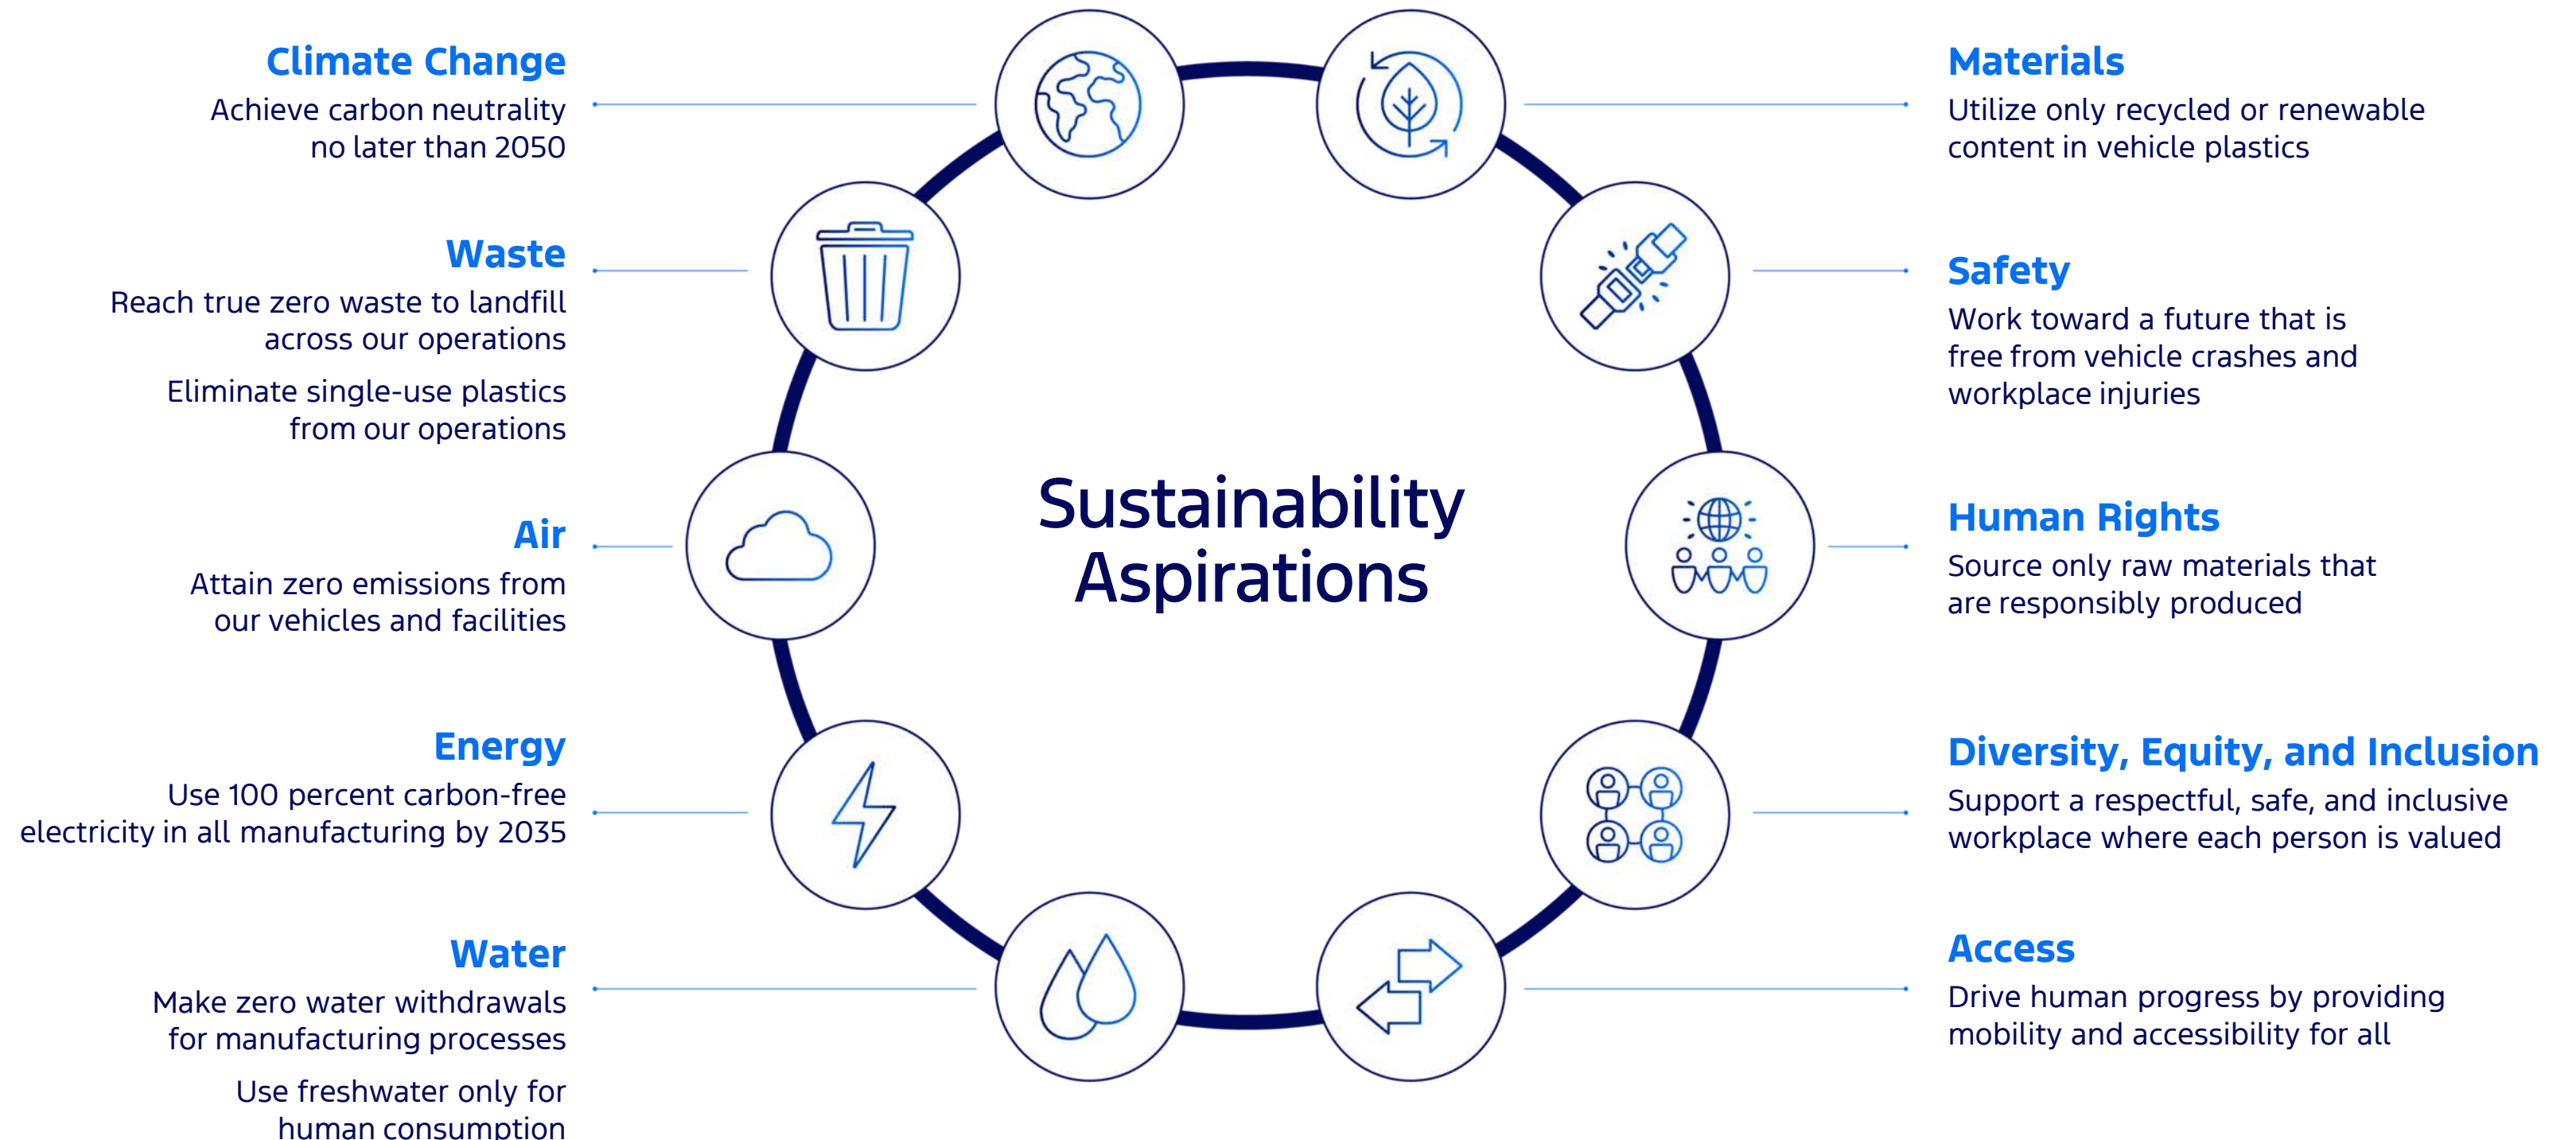 Climate Change
Achieve carbon neutrality
no later than 2050
Waste
Reach true zero waste to landfill
across our operations
Eliminate single-use plastics
from our operations
Air
Attain zero emissions from
our vehicles and facilities
Energy
Use 100 percent carbon-free
electricity in all manufacturing by 2035
Water
Make zero water withdrawals
for manufacturing processes
Use freshwater only for
human consumption
Sustainability
Aspirations
Materials
Utilize only recycled or renewable
content in vehicle plastics
Safety
Work toward a future that is
free from vehicle crashes and
workplace injuries
Human Rights
Source only raw materials that
are responsibly produced
Diversity, Equity, and Inclusion
Support a respectful, safe, and inclusive
workplace where each person is valued
Access
Drive human progress by providing
mobility and accessibility for all